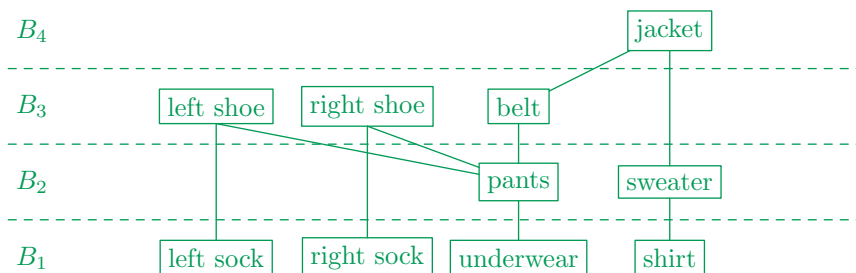 B₄ jacket
B₃ left shoe right shoe belt
B₂ pants sweater
B₁ left sock right sock underwear shirt